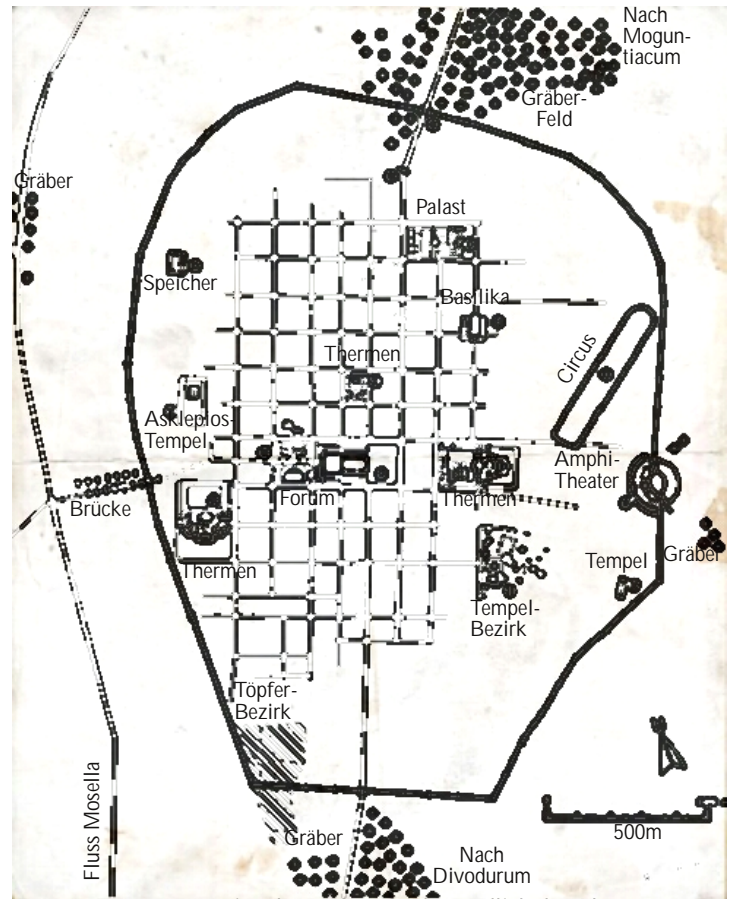 Nach
Mogun-
tiacum
Gräber-
Feld
Gräber
Palast
Speicher
Basilika
Circus
Thermen
Asklepios-
Tempel
Amphi-
Theater
Forum
Thermen
Brücke
Thermen
Tempel
Gräber
Tempel-
Bezirk
Töpfer-
Bezirk
Fluss Mosella
500m
Gräber
Nach
Divodurum